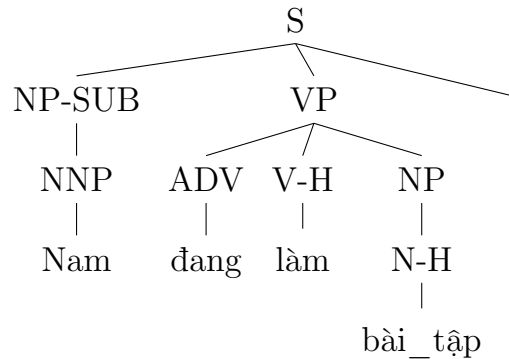 S
NP-SUB VP
NNP ADV V-H NP
Nam đang làm N-H
bài_tập